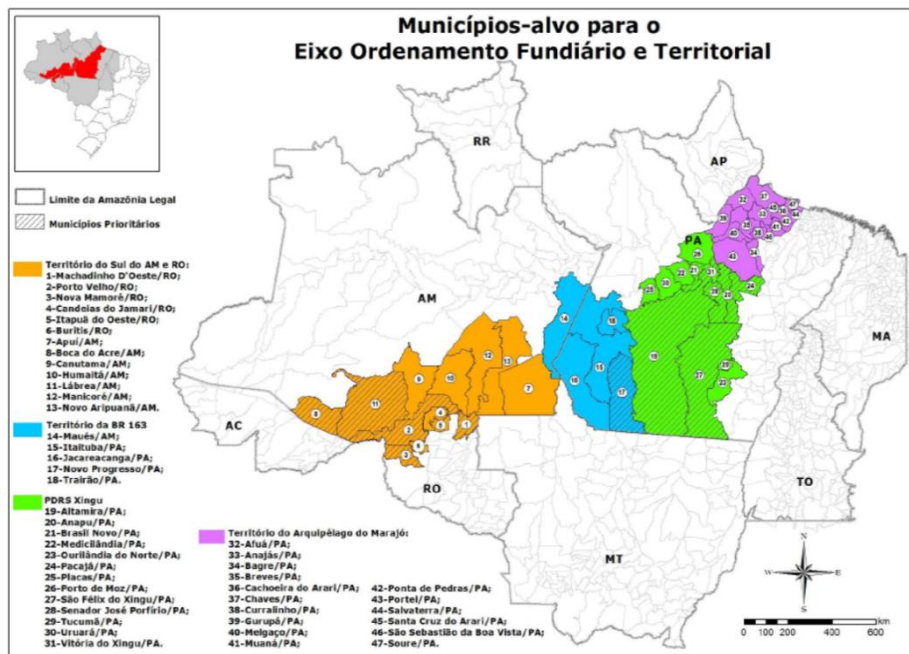 Municípios-alvo para o
Eixo Ordenamento Fundiário e Territorial
Limite da Amazônia Legal
Municípios Prioritários
Território do Sul do AM e RO:
1-Machadinho D'Oeste/RO;
2-Porto Velho/RO;
3-Nova Mamoré/RO;
4-Candeias do Jamari/RO;
5-Itapuã do Oeste/RO;
6-Buritis/RO;
7-Apuí/AM;
8-Boca do Acre/AM;
9-Canutama/AM;
10-Humaitá/AM;
11-Lábrea/AM;
12-Manicoré/AM;
13-Novo Aripuanã/AM.
Território da BR 163
14-Maués/AM;
15-Itaituba/PA;
16-Jacareacanga/PA;
17-Novo Progresso/PA;
18-Trairão/PA.
PDRS Xingu
19-Altamira/PA;
20-Anapu/PA;
21-Brasil Novo/PA;
22-Medicilândia/PA;
23-Ourilândia do Norte/PA;
24-Pacajá/PA;
25-Placas/PA;
26-Porto de Moz/PA;
27-São Félix do Xingu/PA;
28-Senador José Porfírio/PA;
29-Tucumã/PA;
30-Uruará/PA;
31-Vitória do Xingu/PA.
Território do Arquipélago do Marajó:
32-Afuá/PA;
33-Anajás/PA;
34-Bagre/PA;
35-Breves/PA;
36-Cachoeira do Arari/PA;
37-Chaves/PA;
38-Curralinho/PA;
39-Gurupá/PA;
40-Melgaço/PA;
41-Muaná/PA;
42-Ponta de Pedras/PA;
43-Portel/PA;
44-Salvaterra/PA;
45-Santa Cruz do Arari/PA;
46-São Sebastião da Boa Vista/PA;
47-Soure/PA.
RR
AP
PA
AM
MA
AC
RO
TO
MT
N
W E
S
0 100 200 400 600
km